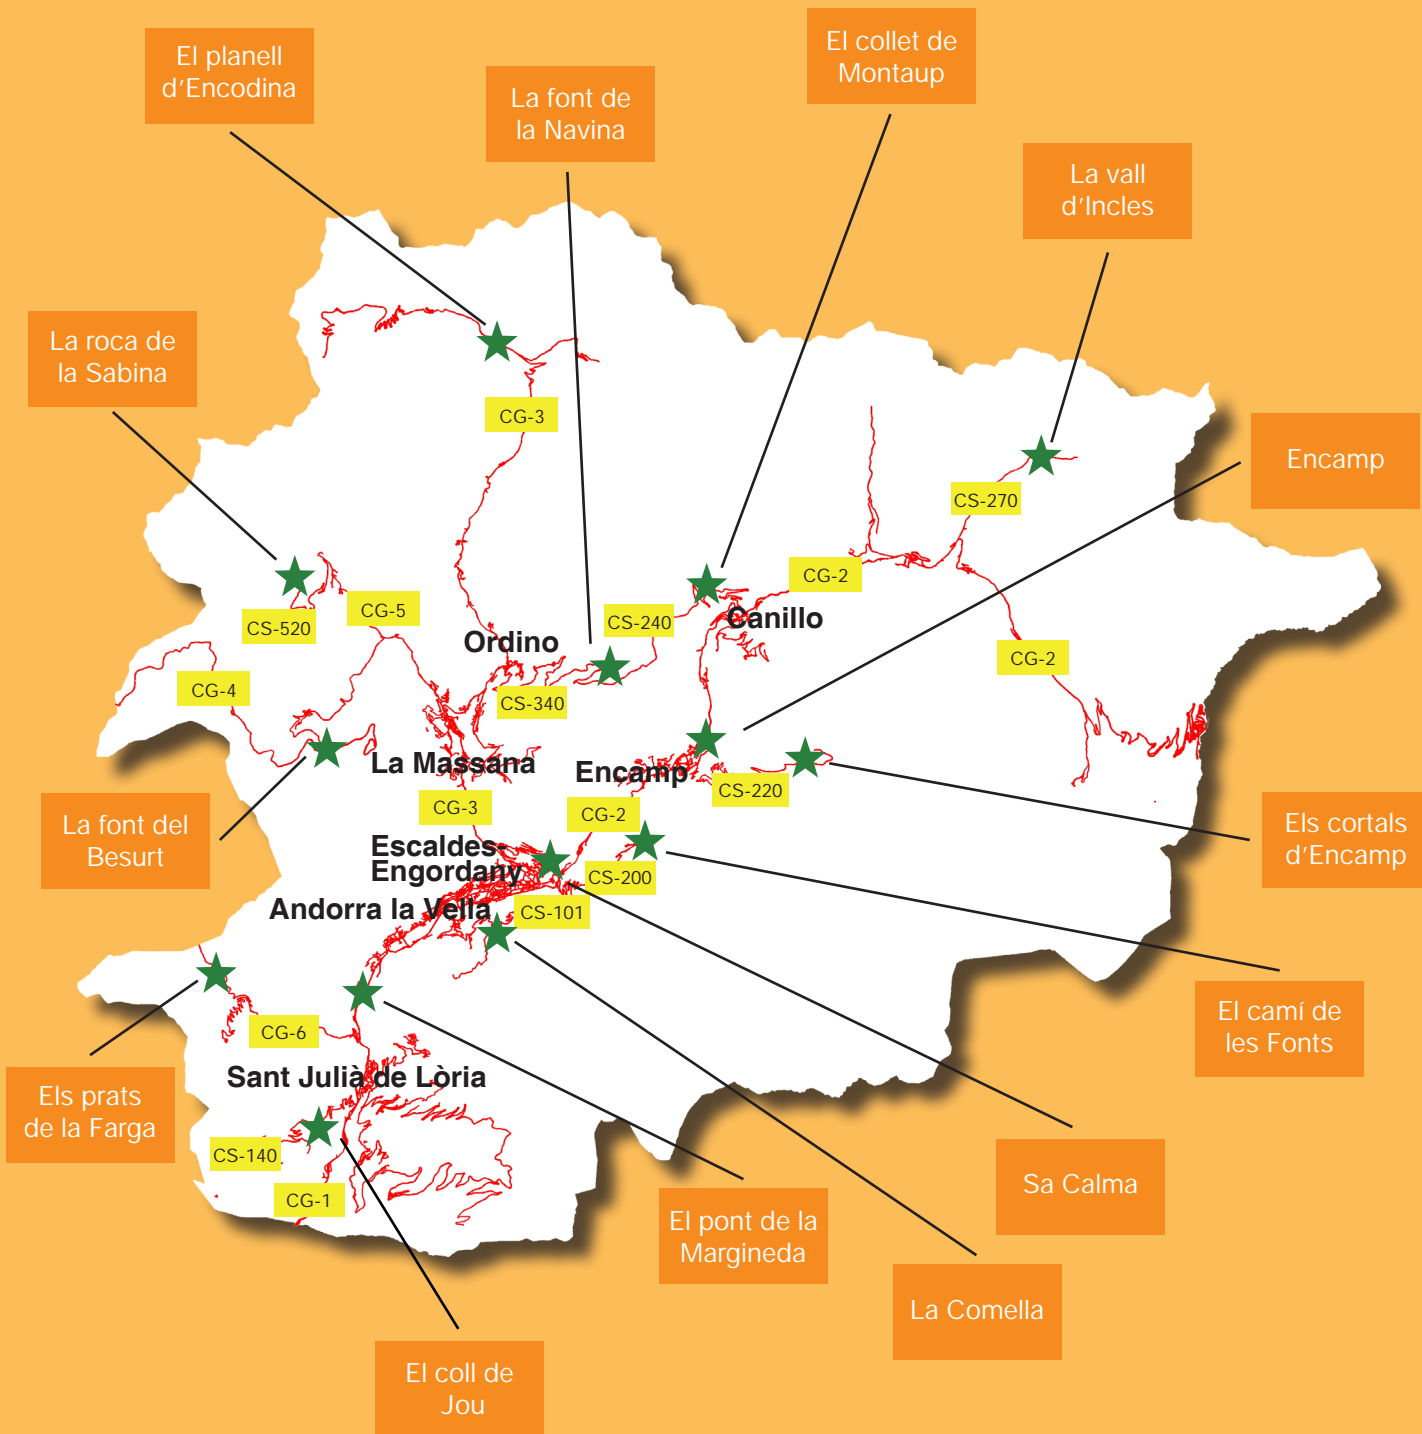 El planell
d'Encodina
La font de
la Navina
El collet de
Montaup
La vall
d'Incles
La roca de
la Sabina
Encamp
CG-3
CS-270
CG-2
CS-520
CG-5
CS-240
Canillo
Ordino
CG-2
CG-4
CS-340
La Massana
Encamp
CS-220
CG-3
CG-2
La font del
Besurt
Els cortals
d'Encamp
Escaldes-
Engordany
CS-200
Andorra la Vella
CS-101
El camí de
les Fonts
CG-6
Sant Julià de Lòria
Els prats
de la Farga
CS-140
CG-1
Sa Calma
El pont de la
Margineda
La Comella
El coll de
Jou